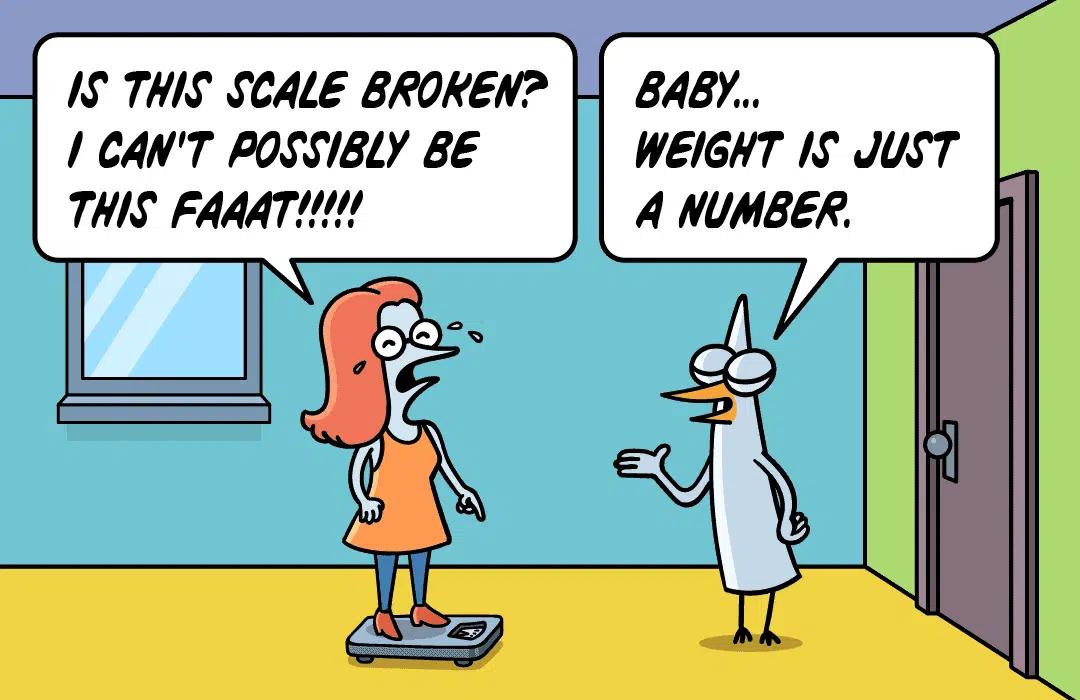 IS THIS SCALE BROKEN?
I CAN'T POSSIBLY BE
THIS FAAAT!!!!!
BABY...
WEIGHT IS JUST
A NUMBER.